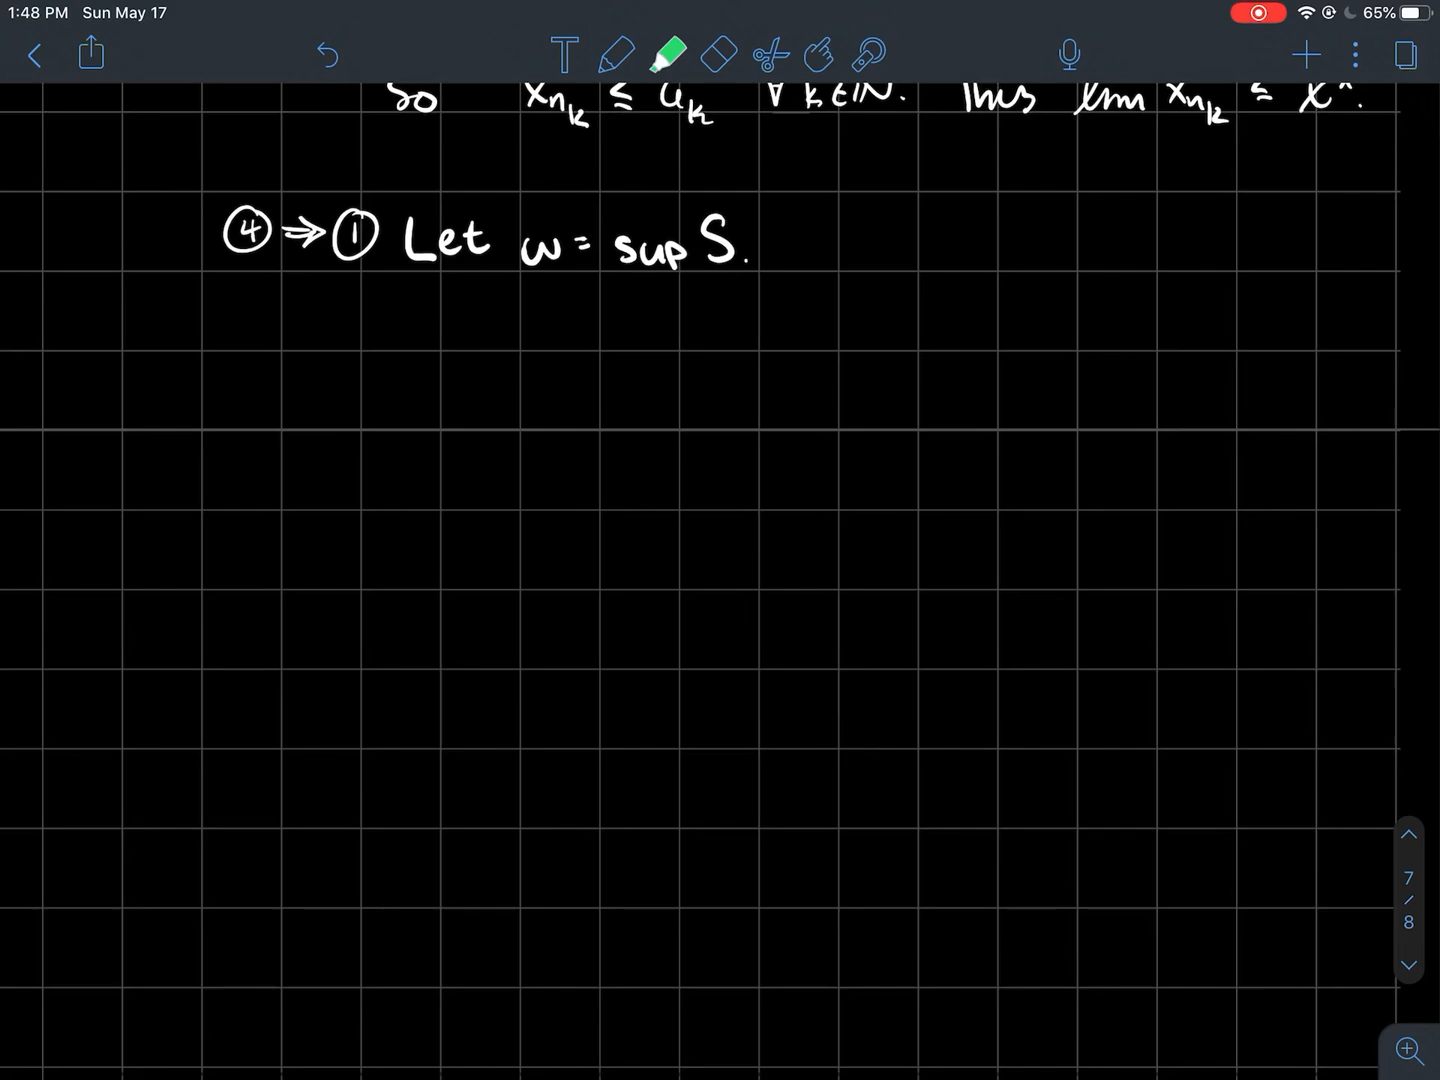 1:48 PM Sun May 17
65%
So x_{n_k} ≤ u_k ∀ k ∈ ℕ. Thus lim x_{n_k} ≤ x*.
④ ⇒ ① Let w = sup S.
7
/
8